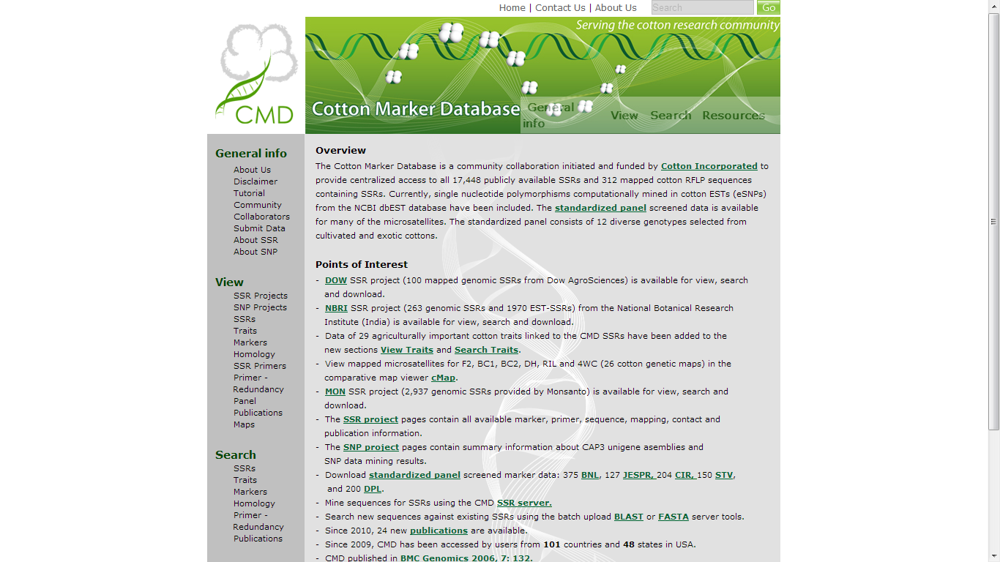 Home | Contact Us | About Us Search Go
Serving the cotton research community
CMD
Cotton Marker Database
General info View Search Resources
General info
About Us
Disclaimer
Tutorial
Community
Collaborators
Submit Data
About SSR
About SNP
View
SSR Projects
SNP Projects
SSRs
Traits
Markers
Homology
SSR Primers
Primer -
Redundancy
Panel
Publications
Maps
Search
SSRs
Traits
Markers
Homology
Primer -
Redundancy
Publications
Overview
The Cotton Marker Database is a community collaboration initiated and funded by Cotton Incorporated to
provide centralized access to all 17,448 publicly available SSRs and 312 mapped cotton RFLP sequences
containing SSRs. Currently, single nucleotide polymorphisms computationally mined in cotton ESTs (eSNPs)
from the NCBI dbEST database have been included. The standardized panel screened data is available
for many of the microsatellites. The standardized panel consists of 12 diverse genotypes selected from
cultivated and exotic cottons.
Points of Interest
- DOW SSR project (100 mapped genomic SSRs from Dow AgroSciences) is available for view, search
and download.
- NBRI SSR project (263 genomic SSRs and 1970 EST-SSRs) from the National Botanical Research
Institute (India) is available for view, search and download.
- Data of 29 agriculturally important cotton traits linked to the CMD SSRs have been added to the
new sections View Traits and Search Traits.
- View mapped microsatellites for F2, BC1, BC2, DH, RIL and 4WC (26 cotton genetic maps) in the
comparative map viewer cMap.
- MON SSR project (2,937 genomic SSRs provided by Monsanto) is available for view, search and
download.
- The SSR project pages contain all available marker, primer, sequence, mapping, contact and
publication information.
- The SNP project pages contain summary information about CAP3 unigene asemblies and
SNP data mining results.
- Download standardized panel screened marker data: 375 BNL, 127 JESPR, 204 CIR, 150 STV,
and 200 DPL.
- Mine sequences for SSRs using the CMD SSR server.
- Search new sequences against existing SSRs using the batch upload BLAST or FASTA server tools.
- Since 2010, 24 new publications are available.
- Since 2009, CMD has been accessed by users from 101 countries and 48 states in USA.
- CMD published in BMC Genomics 2006, 7: 132.